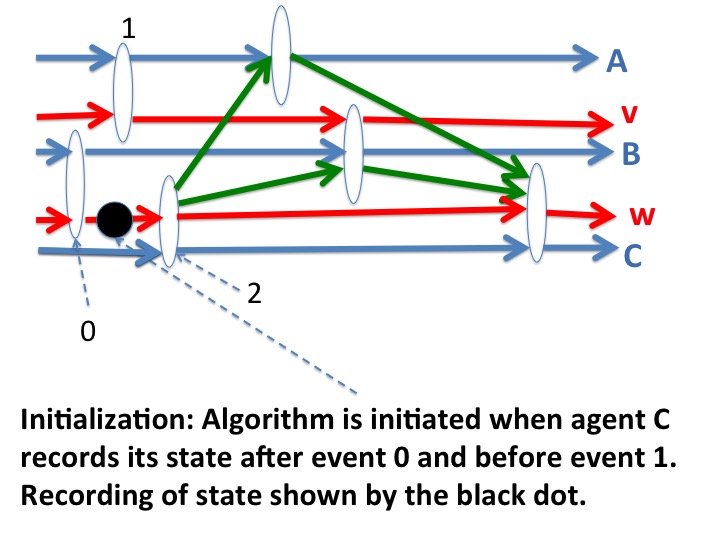 1
A
v
B
w
C
2
0
Initialization: Algorithm is initiated when agent C
records its state after event 0 and before event 1.
Recording of state shown by the black dot.